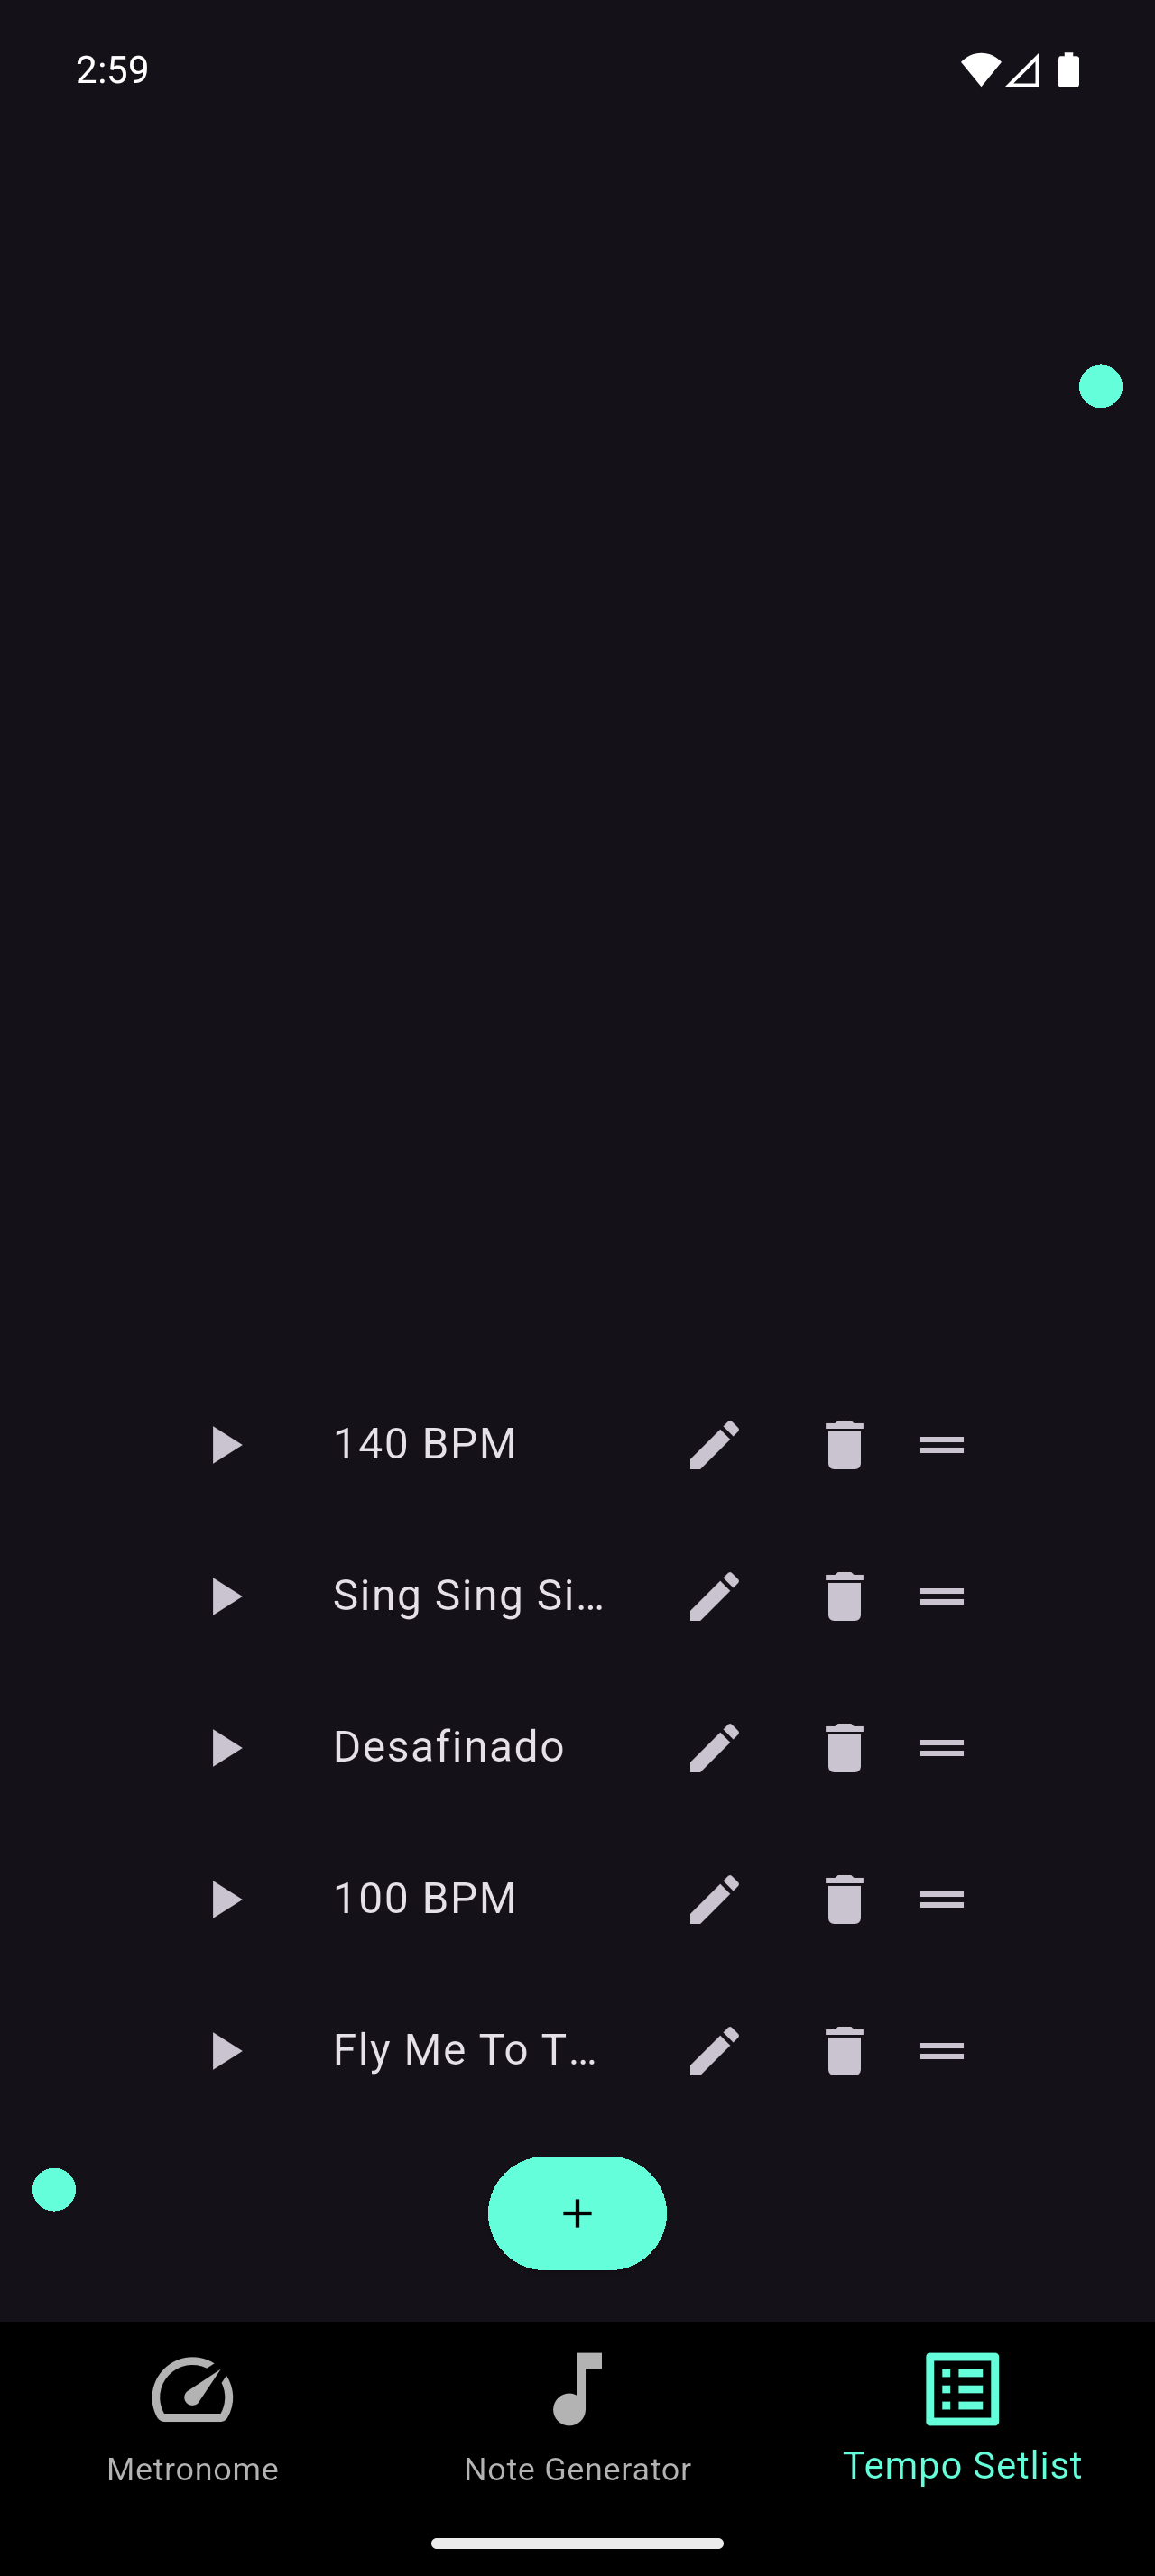 2:59
140 BPM
Sing Sing Si...
Desafinado
100 BPM
Fly Me To T...
+
Metronome
Note Generator
Tempo Setlist